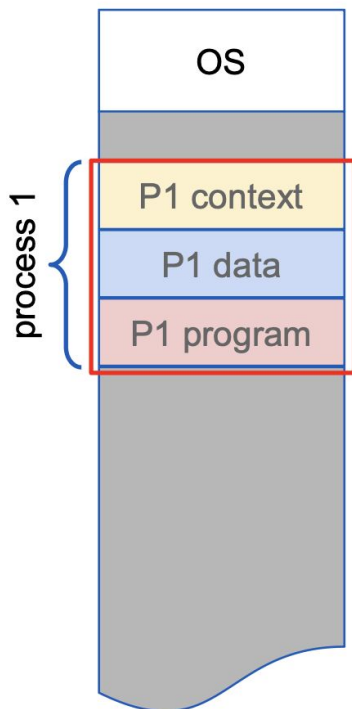 OS
process 1
P1 context
P1 data
P1 program